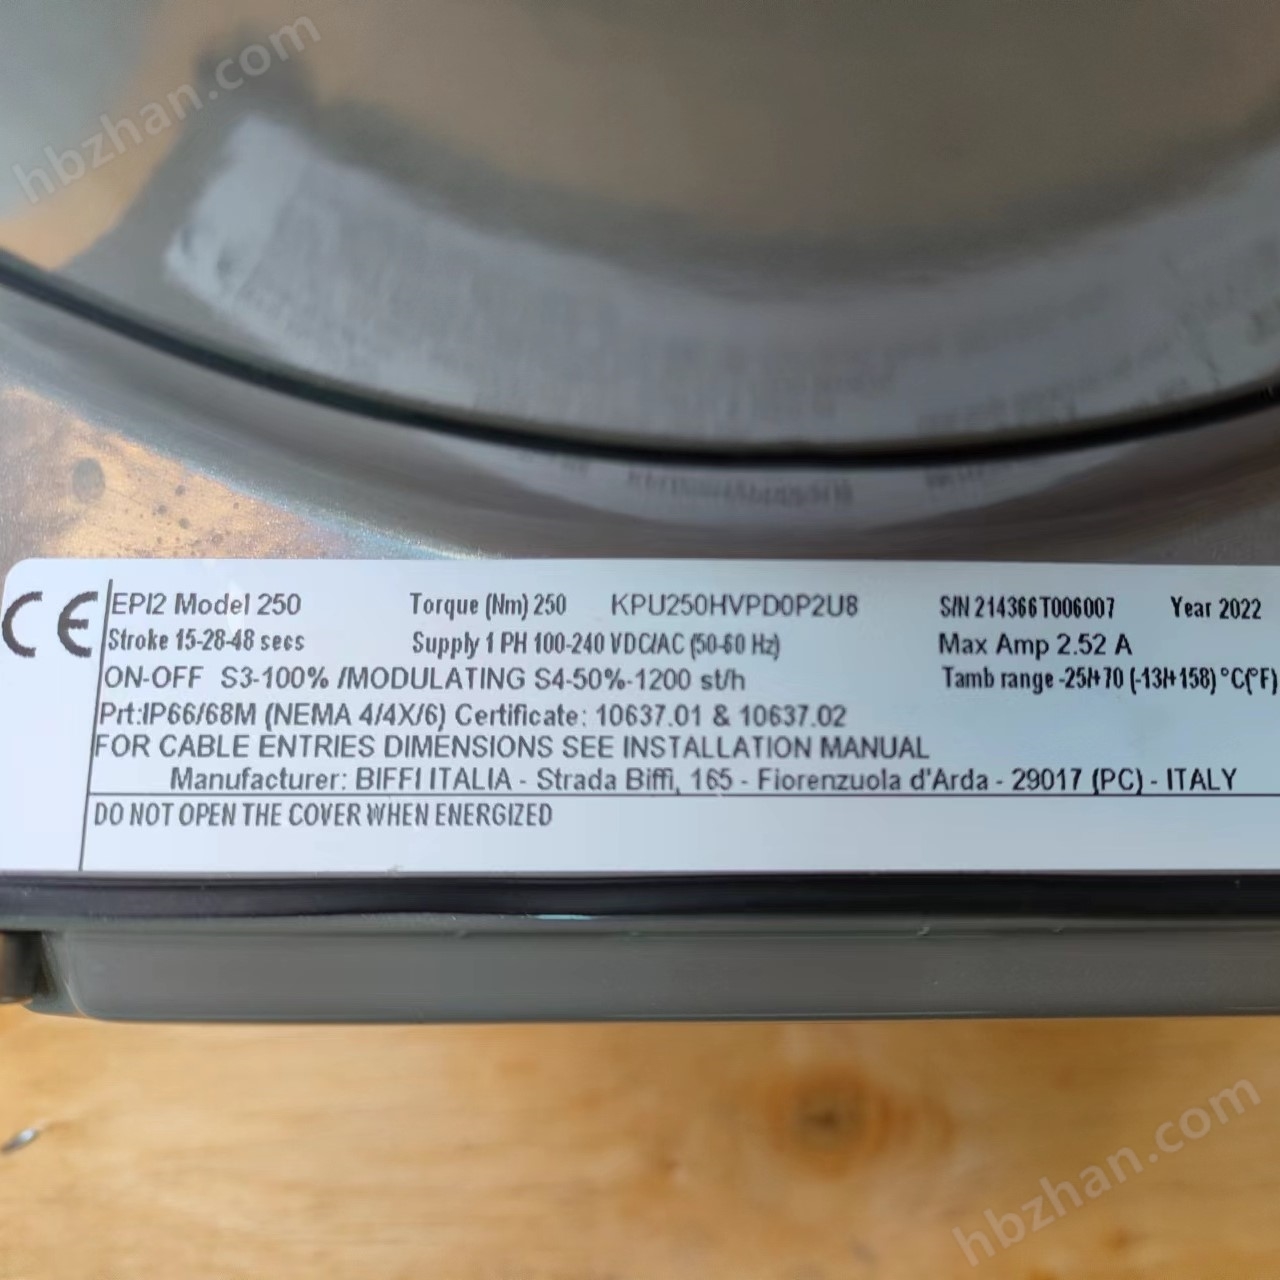 hbzhan.com
CE
EPI2 Model 250 Torque (Nm) 250 KPU250HVPD0P2U8 S/N 214366T006007 Year 2022
Stroke 15-28-48 secs Supply 1 PH 100-240 VDC/AC (50-60 Hz) Max Amp 2.52 A
ON-OFF S3-100% /MODULATING S4-50%-1200 st/h Tamb range -25/+70 (-13/+158) °C(°F)
Prt:IP66/68M (NEMA 4/4X/6) Certificate: 10637.01 & 10637.02
FOR CABLE ENTRIES DIMENSIONS SEE INSTALLATION MANUAL
Manufacturer: BIFFI ITALIA - Strada Biffi, 165 - Fiorenzuola d'Arda - 29017 (PC) - ITALY
DO NOT OPEN THE COVER WHEN ENERGIZED
hbzhan.com